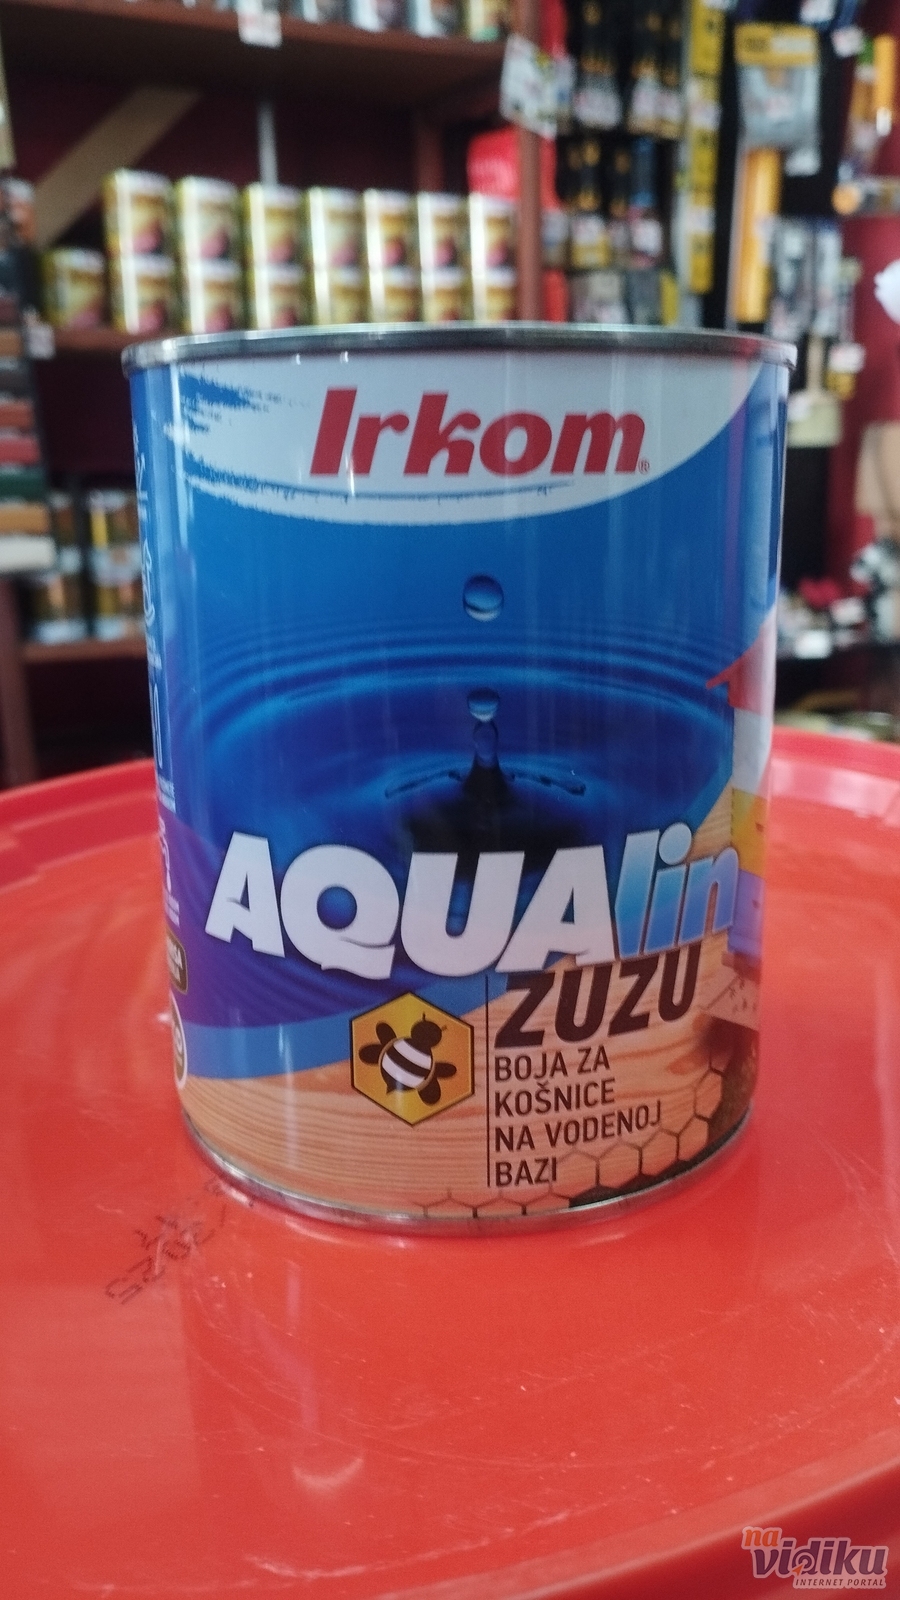 Irkom®
AQUAlin
ZUZU
BOJA ZA
KOŠNICE
NA VODENOJ
BAZI
na
vidiku
INTERNET PORTAL